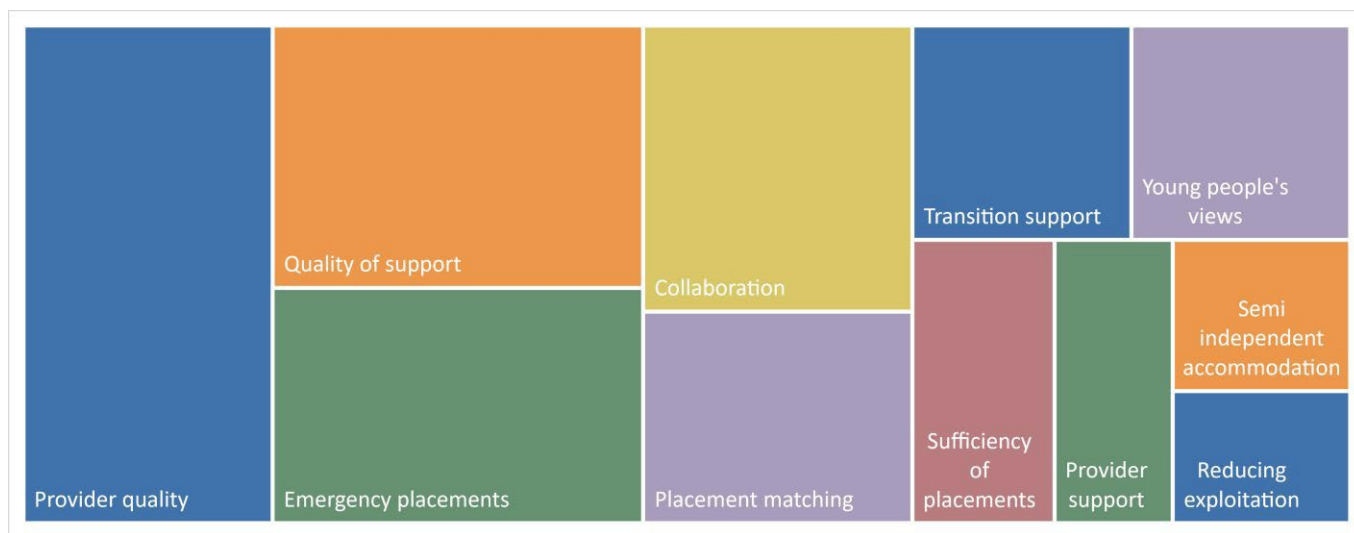 Provider quality
Quality of support
Emergency placements
Collaboration
Placement matching
Transition support
Young people's
views
Sufficiency
of
placements
Provider
support
Semi
independent
accommodation
Reducing
exploitation